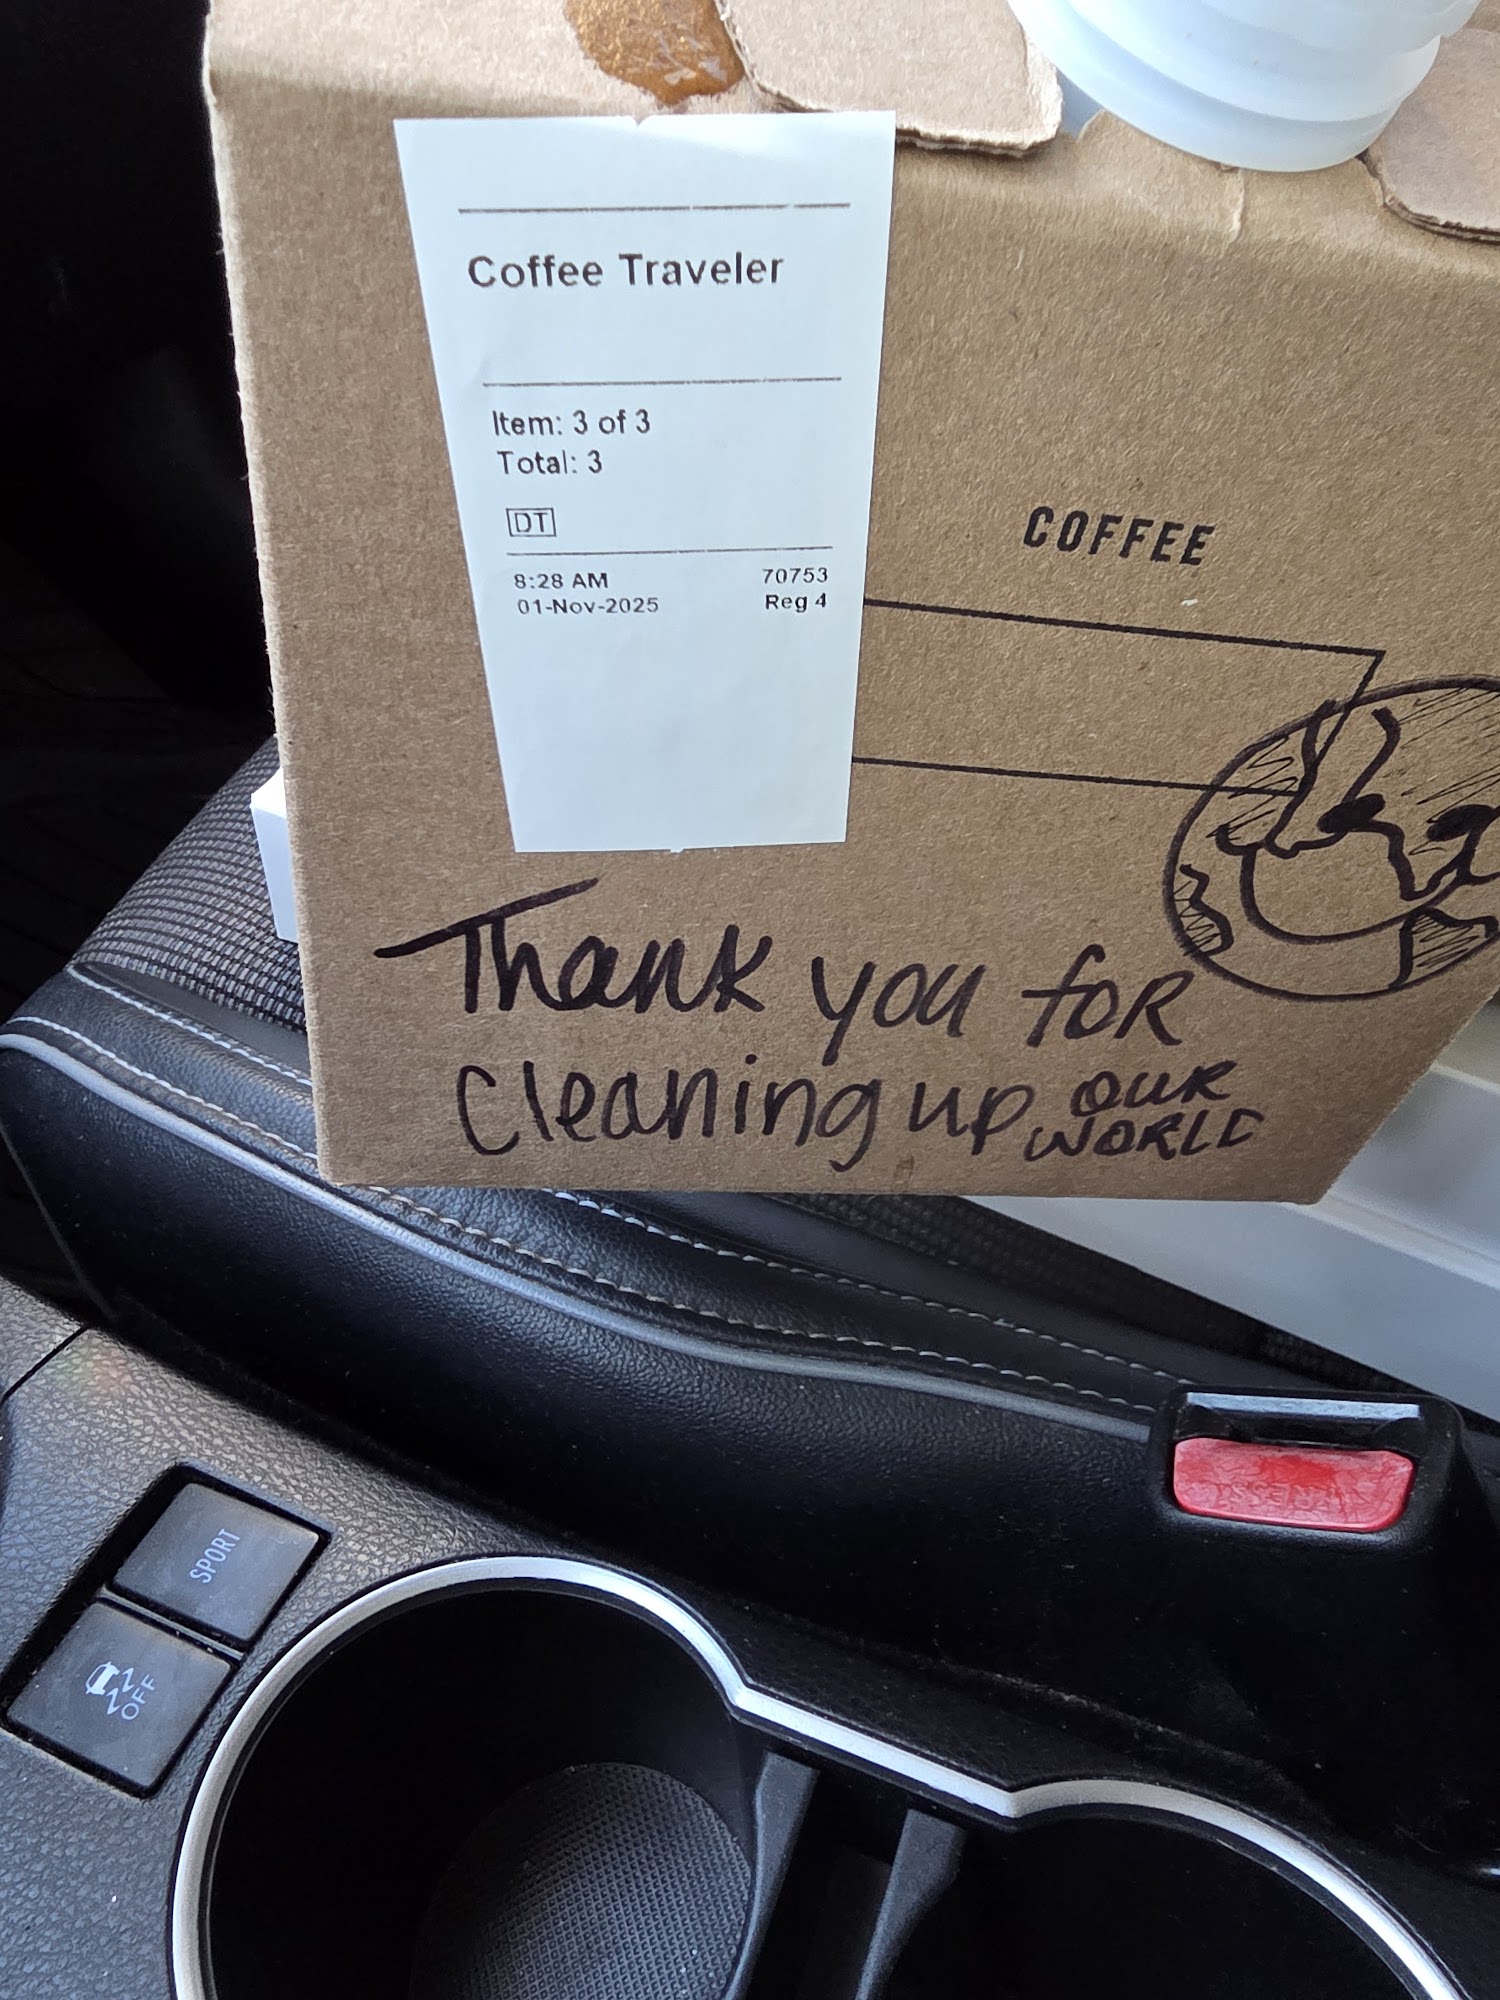 Coffee Traveler
Item: 3 of 3
Total: 3
DT
8:28 AM 70753
01-Nov-2025 Reg 4
COFFEE
Thank you for
Cleaning up OUR
WORLD
PRESS
SPORT
OFF